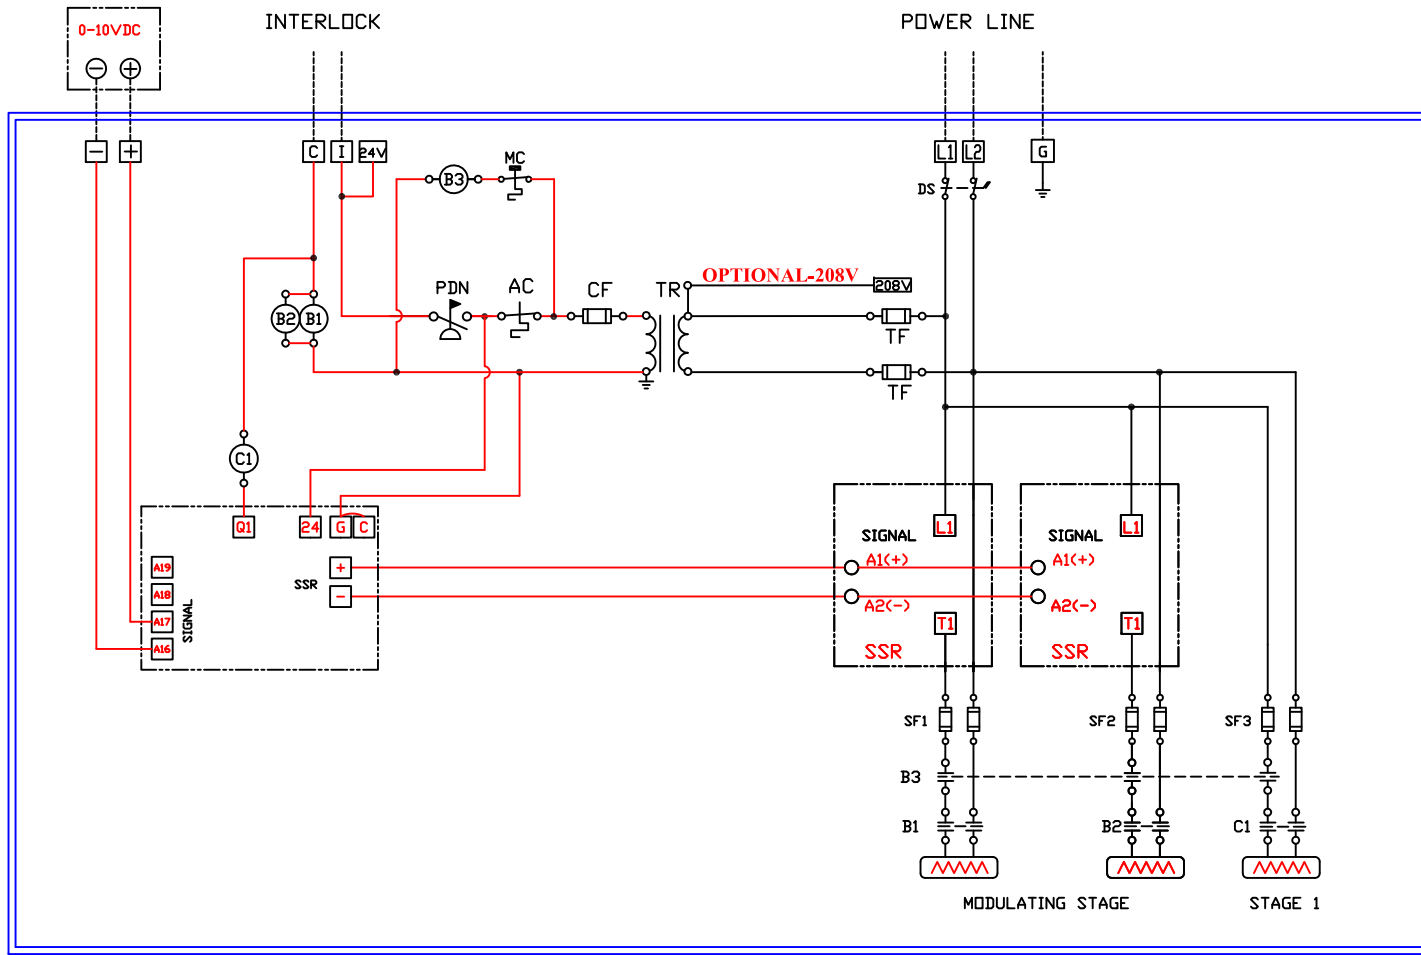 0-10VDC
INTERLOCK
POWER LINE
− +
− +
C I 24V
L1 L2 G
MC
B3
DS
OPTIONAL-208V
208V
PDN AC CF TR
B2 B1
TF
TF
C1
Q1 24 G C
L1 L1
SIGNAL SIGNAL
A1(+) A1(+)
A19 +
SSR
A18 −
A2(-) A2(-)
A17
SIGNAL
T1 T1
A16
SSR SSR
SF1 SF2 SF3
B3
B1 B2 C1
MODULATING STAGE STAGE 1